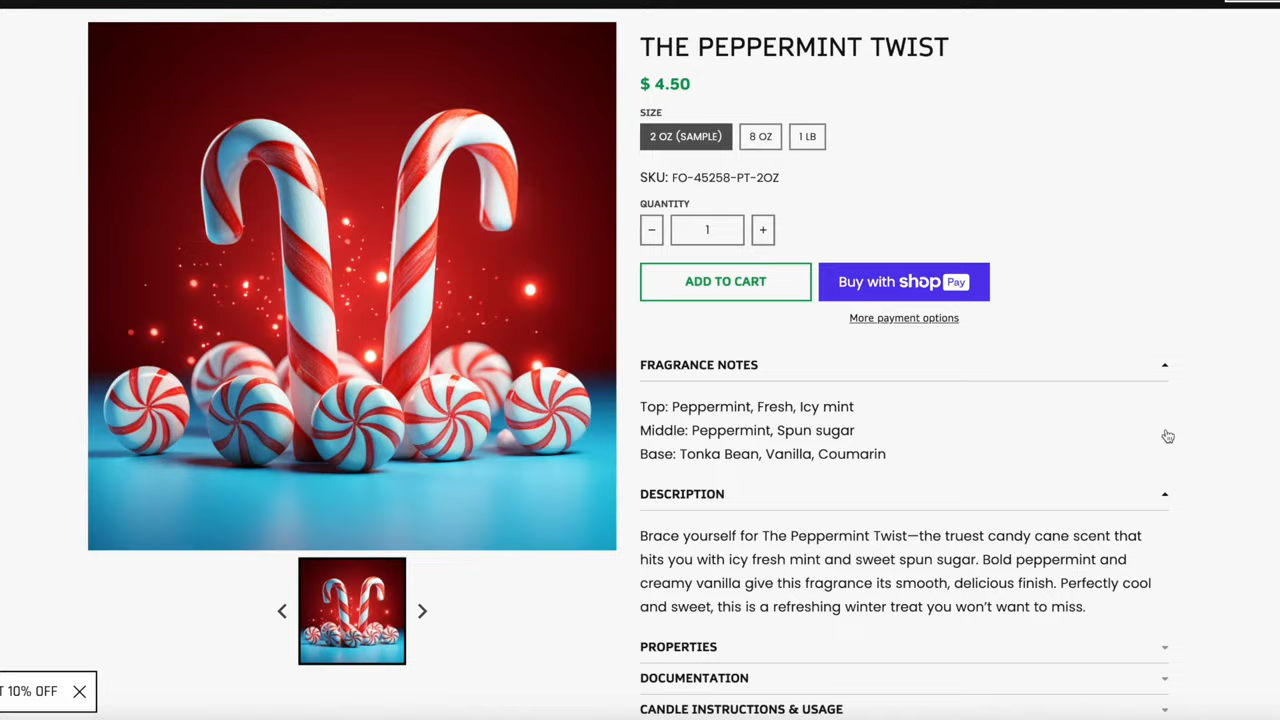 THE PEPPERMINT TWIST
$ 4.50
SIZE
2 OZ (SAMPLE)
8 OZ
1 LB
SKU: FO-45258-PT-2OZ
QUANTITY
− 1 +
ADD TO CART
Buy with shop Pay
More payment options
FRAGRANCE NOTES
Top: Peppermint, Fresh, Icy mint
Middle: Peppermint, Spun sugar
Base: Tonka Bean, Vanilla, Coumarin
DESCRIPTION
Brace yourself for The Peppermint Twist—the truest candy cane scent that
hits you with icy fresh mint and sweet spun sugar. Bold peppermint and
creamy vanilla give this fragrance its smooth, delicious finish. Perfectly cool
and sweet, this is a refreshing winter treat you won’t want to miss.
PROPERTIES
DOCUMENTATION
CANDLE INSTRUCTIONS & USAGE
T 10% OFF